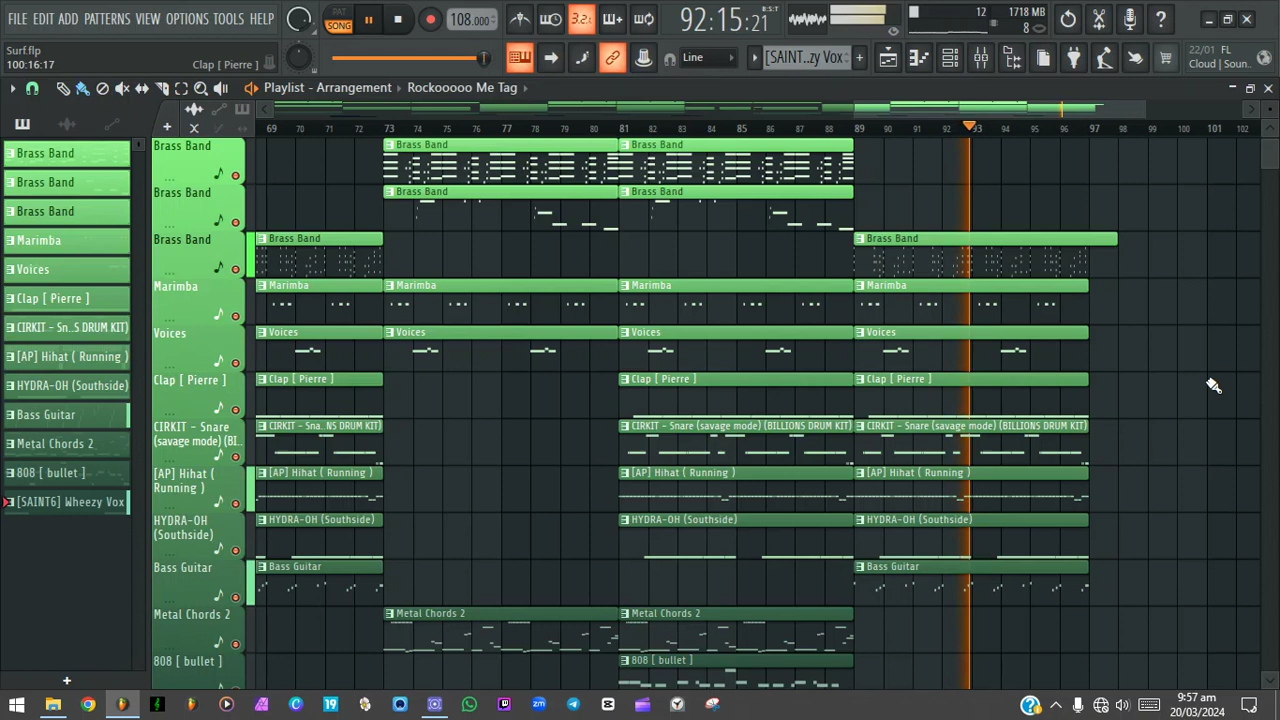 FILE EDIT ADD PATTERNS VIEW OPTIONS TOOLS HELP
PAT
SONG
108.000
3.2.
92:15:21
B:S:T
12
1718 MB
8
Surf.flp
100:16:17
Clap [ Pierre ]
Line
[SAINT..zy Vox
22/01 FL
Cloud | Soun..
Playlist - Arrangement
Rockooooo Me Tag
69 70 71 72 73 74 75 76 77 78 79 80 81 82 83 84 85 86 87 88 89 90 91 92 93 94 95 96 97 98 99 100 101 102
Brass Band
Brass Band
Brass Band
Marimba
Voices
Clap [ Pierre ]
CIRKIT - Sn..S DRUM KIT)
[AP] Hihat ( Running )
HYDRA-OH (Southside)
Bass Guitar
Metal Chords 2
808 [ bullet ]
[SAINT6] Wheezy Vox
Brass Band
Brass Band
Brass Band
Brass Band
Brass Band
Brass Band
Brass Band
Brass Band
Brass Band
Marimba
Marimba
Marimba
Marimba
Marimba
Voices
Voices
Voices
Voices
Voices
Clap [ Pierre ]
Clap [ Pierre ]
Clap [ Pierre ]
Clap [ Pierre ]
CIRKIT - Snare
(savage mode) (BI...
CIRKIT - Sna..NS DRUM KIT)
CIRKIT - Snare (savage mode) (BILLIONS DRUM KIT)
CIRKIT - Snare (savage mode) (BILLIONS DRUM KIT)
[AP] Hihat (
Running )
[AP] Hihat ( Running )
[AP] Hihat ( Running )
[AP] Hihat ( Running )
HYDRA-OH
(Southside)
HYDRA-OH (Southside)
HYDRA-OH (Southside)
HYDRA-OH (Southside)
Bass Guitar
Bass Guitar
Bass Guitar
Metal Chords 2
Metal Chords 2
Metal Chords 2
808 [ bullet ]
808 [ bullet ]
19
zm
9:57 am
20/03/2024